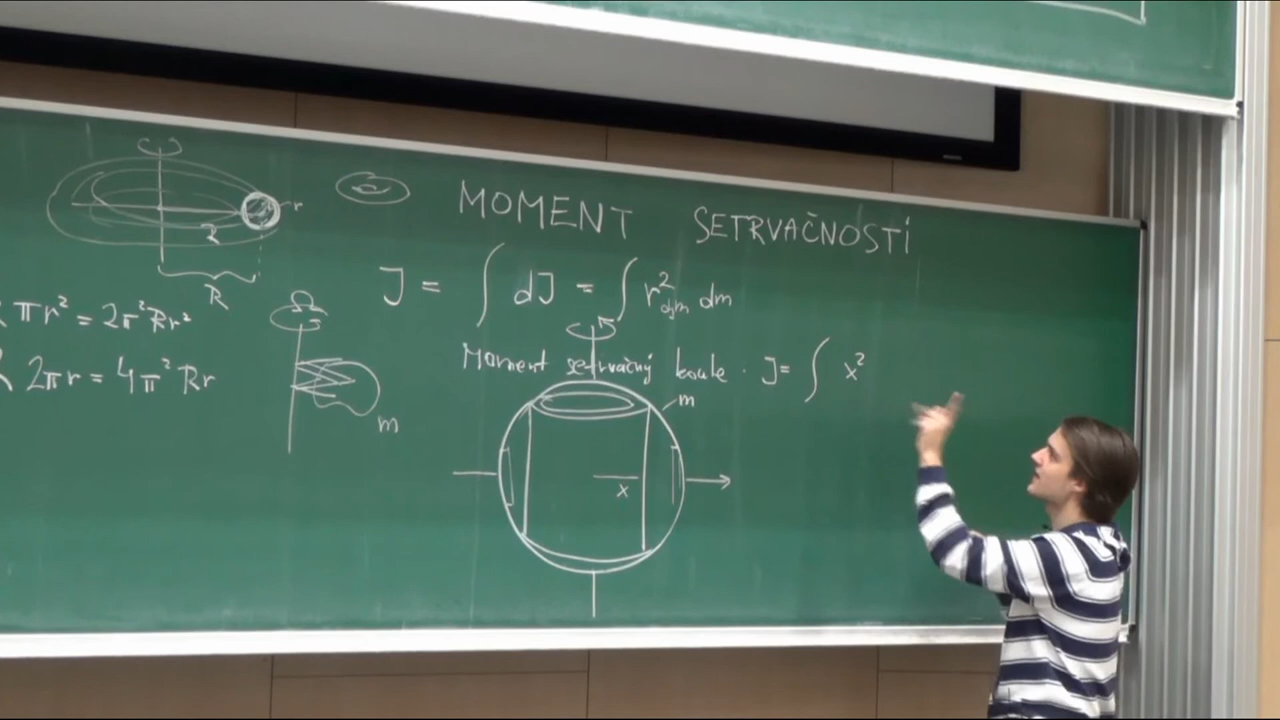 r
R
R
πr² = 2π²Rr²
2πr = 4π²Rr
m
MOMENT SETRVAČNOSTI
J = ∫ dJ = ∫ r²dm dm
Moment setrvačný koule. J = ∫ x²
m
x